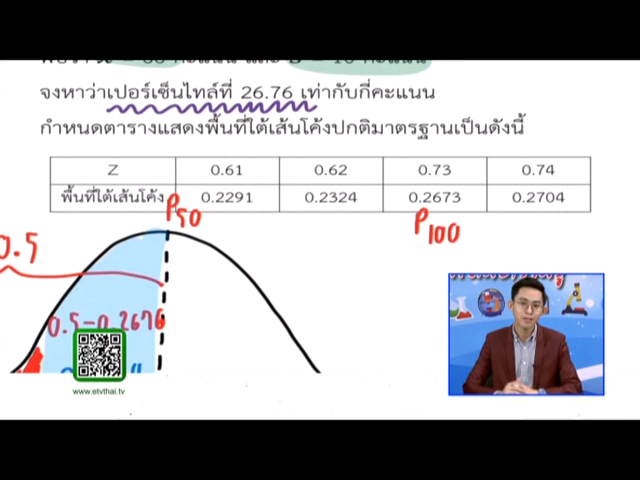 จงหาว่าเปอร์เซ็นไทล์ที่ 26.76 เท่ากับกี่คะแนน
กำหนดตารางแสดงพื้นที่ใต้เส้นโค้งปกติมาตรฐานเป็นดังนี้
Z 0.61 0.62 0.73 0.74
พื้นที่ใต้เส้นโค้ง 0.2291 0.2324 0.2673 0.2704
P50
P100
0.5
0.5-0.2676
www.etvthai.tv